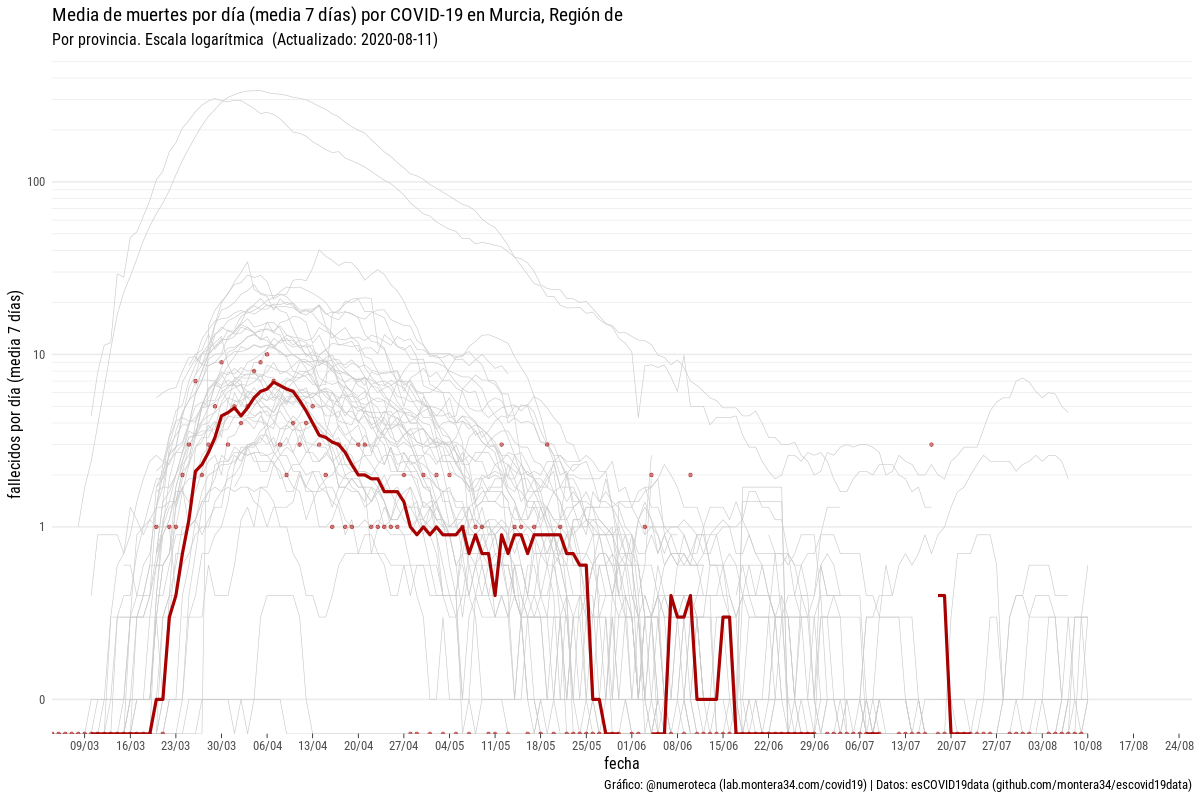 Media de muertes por día (media 7 días) por COVID-19 en Murcia, Región de
Por provincia. Escala logarítmica  (Actualizado: 2020-08-11)
fallecidos por día (media 7 días)
100
10
1
0
09/03 16/03 23/03 30/03 06/04 13/04 20/04 27/04 04/05 11/05 18/05 25/05 01/06 08/06 15/06 22/06 29/06 06/07 13/07 20/07 27/07 03/08 10/08 17/08 24/08
fecha
Gráfico: @numeroteca (lab.montera34.com/covid19) | Datos: esCOVID19data (github.com/montera34/escovid19data)